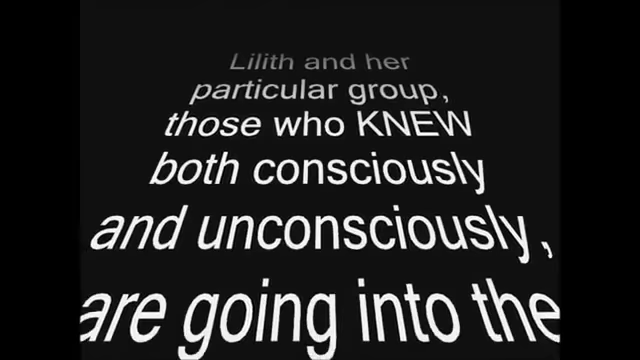 Lilith and her
particular group,
those who KNEW
both consciously
and unconsciously,
are going into the